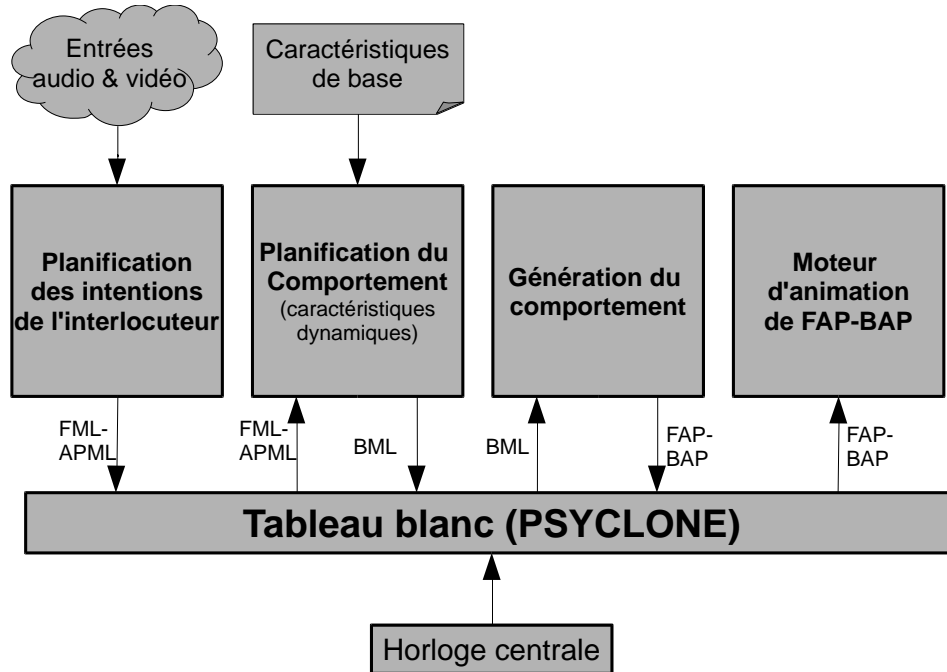 Entrées
audio & vidéo
Caractéristiques
de base
Planification
des intentions
de l'interlocuteur
Planification du
Comportement
(caractéristiques
dynamiques)
Génération du
comportement
Moteur
d'animation
de FAP-BAP
FML-
APML
FML-
APML
BML
BML
FAP-
BAP
FAP-
BAP
Tableau blanc (PSYCLONE)
Horloge centrale